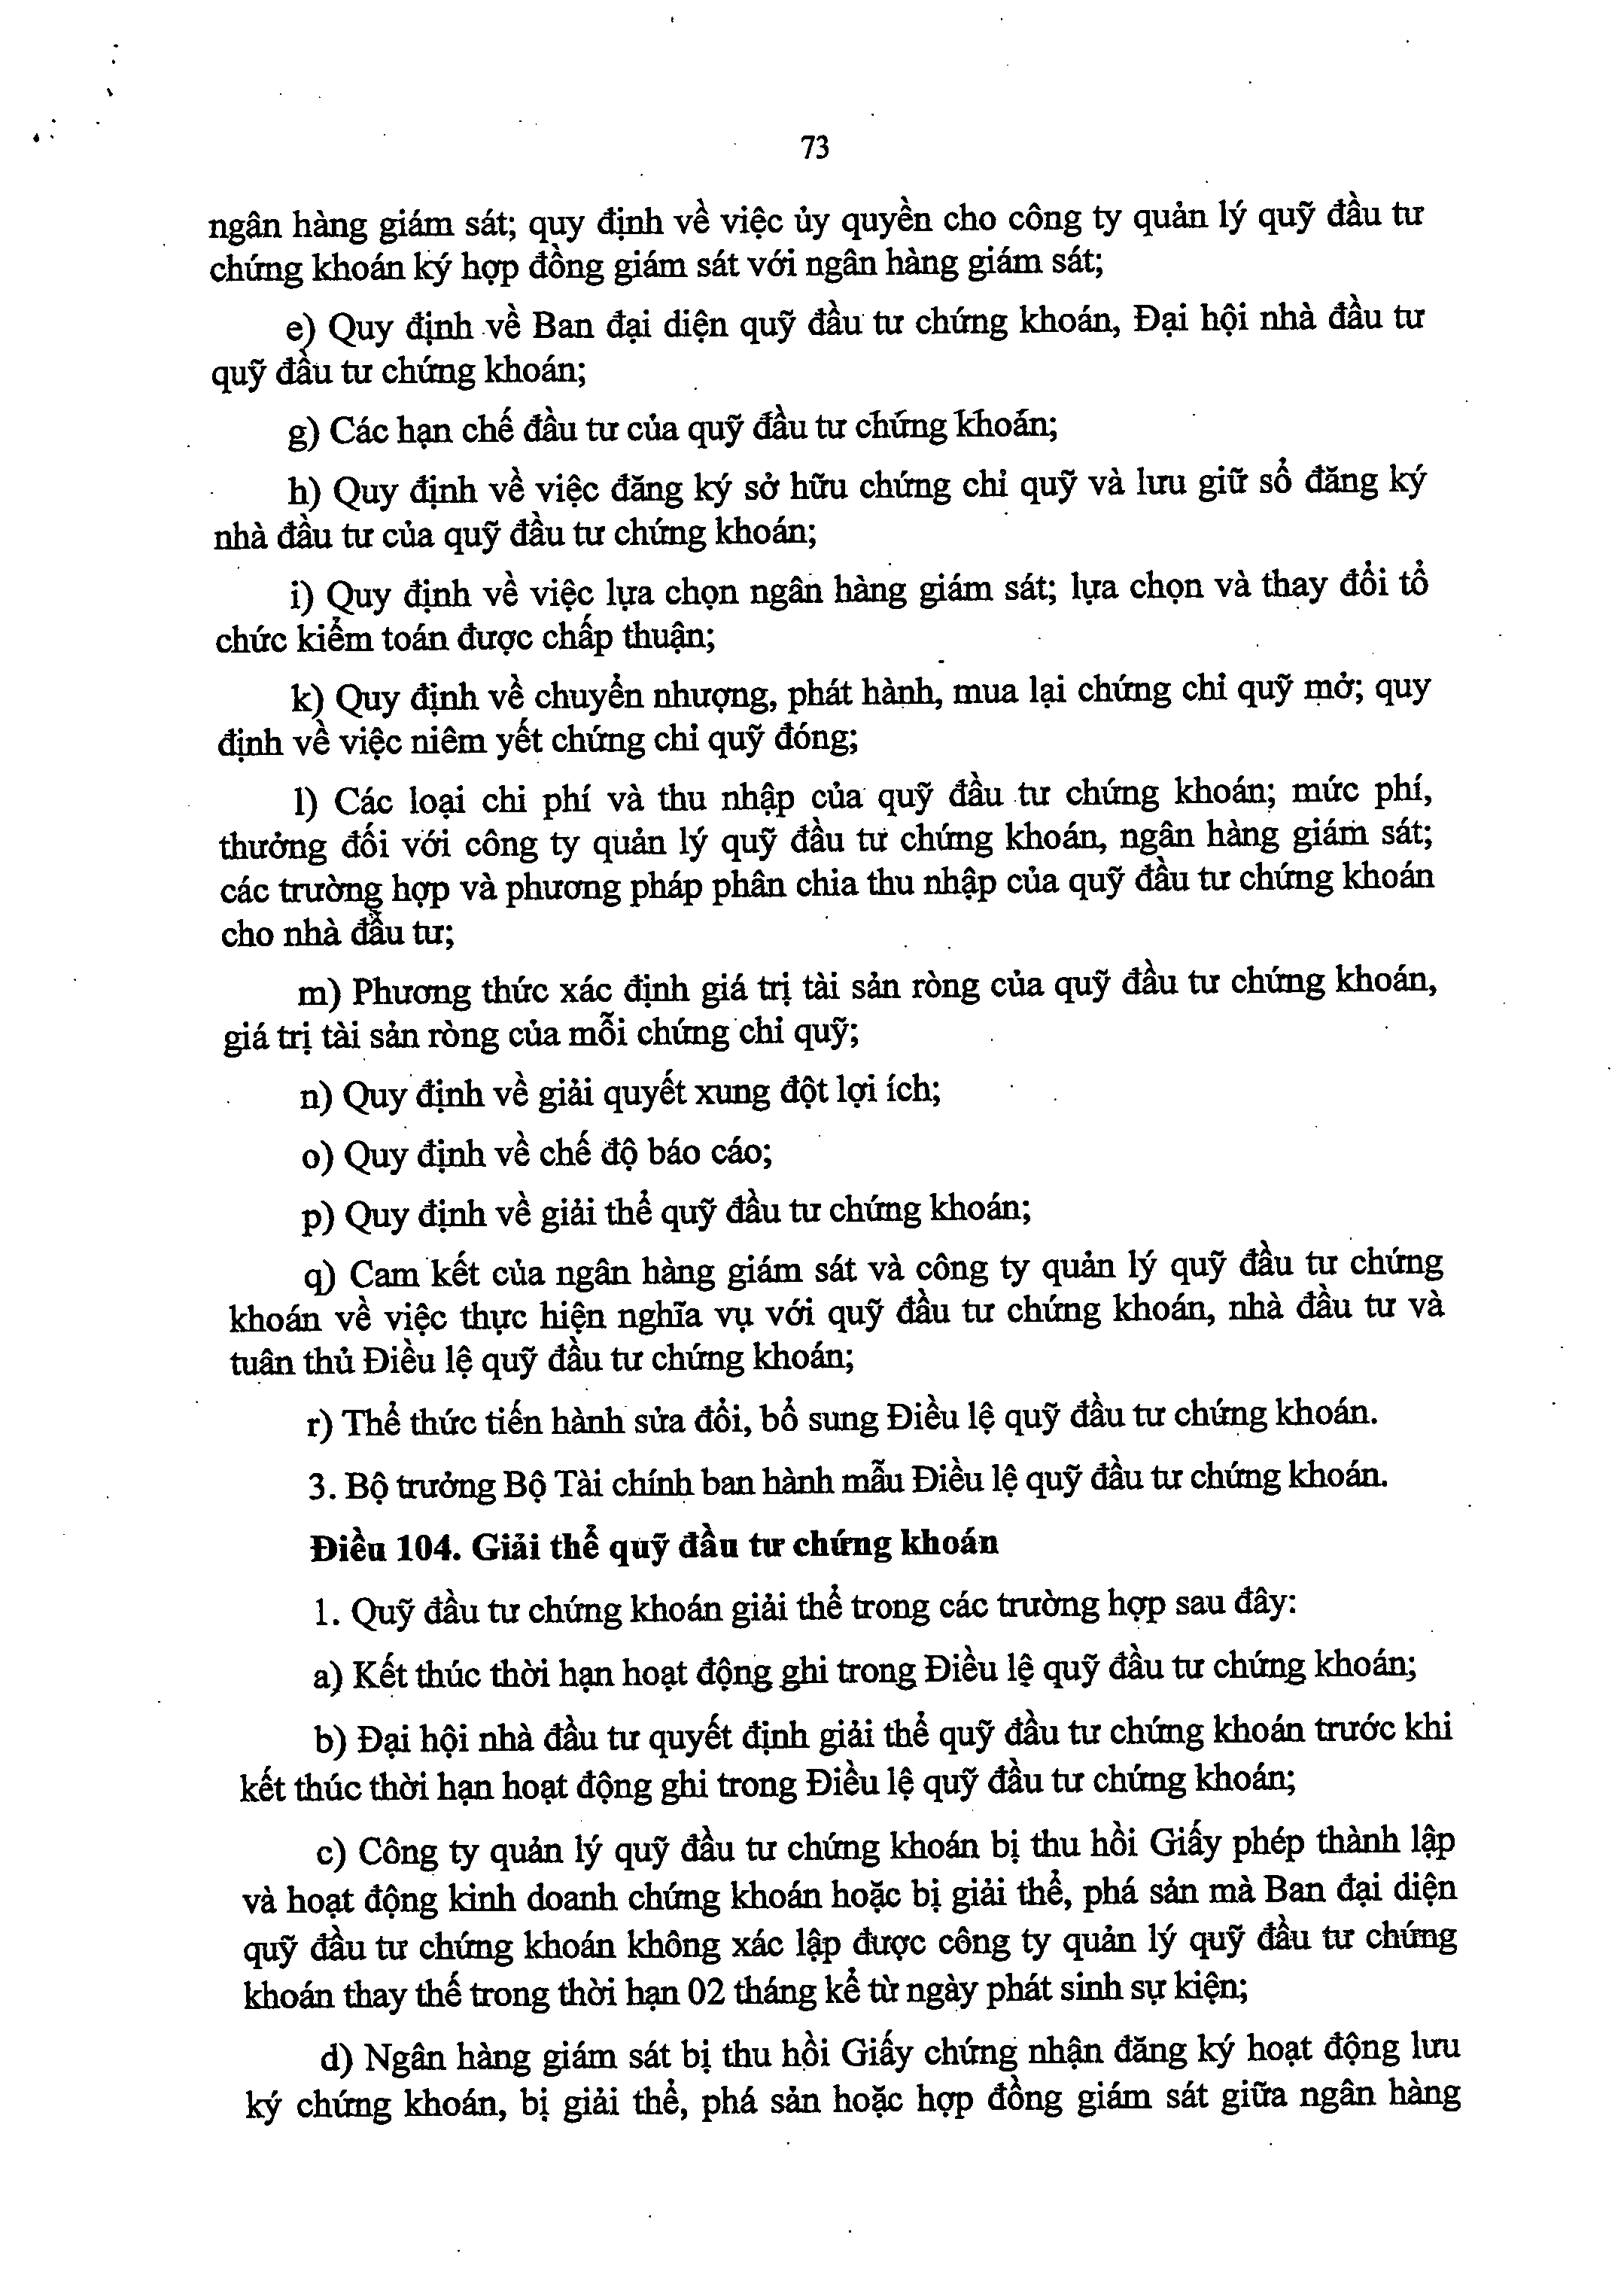 73
ngân hàng giám sát; quy định về việc ủy quyền cho công ty quản lý quỹ đầu tư
chứng khoán ký hợp đồng giám sát với ngân hàng giám sát;
e) Quy định về Ban đại diện quỹ đầu tư chứng khoán, Đại hội nhà đầu tư
quỹ đầu tư chứng khoán;
g) Các hạn chế đầu tư của quỹ đầu tư chứng khoán;
h) Quy định về việc đăng ký sở hữu chứng chỉ quỹ và lưu giữ sổ đăng ký
nhà đầu tư của quỹ đầu tư chứng khoán;
i) Quy định về việc lựa chọn ngân hàng giám sát; lựa chọn và thay đổi tổ
chức kiểm toán được chấp thuận;
k) Quy định về chuyển nhượng, phát hành, mua lại chứng chỉ quỹ mở; quy
định về việc niêm yết chứng chỉ quỹ đóng;
l) Các loại chi phí và thu nhập của quỹ đầu tư chứng khoán; mức phí,
thưởng đối với công ty quản lý quỹ đầu tư chứng khoán, ngân hàng giám sát;
các trường hợp và phương pháp phân chia thu nhập của quỹ đầu tư chứng khoán
cho nhà đầu tư;
m) Phương thức xác định giá trị tài sản ròng của quỹ đầu tư chứng khoán,
giá trị tài sản ròng của mỗi chứng chỉ quỹ;
n) Quy định về giải quyết xung đột lợi ích;
o) Quy định về chế độ báo cáo;
p) Quy định về giải thể quỹ đầu tư chứng khoán;
q) Cam kết của ngân hàng giám sát và công ty quản lý quỹ đầu tư chứng
khoán về việc thực hiện nghĩa vụ với quỹ đầu tư chứng khoán, nhà đầu tư và
tuân thủ Điều lệ quỹ đầu tư chứng khoán;
r) Thể thức tiến hành sửa đổi, bổ sung Điều lệ quỹ đầu tư chứng khoán.
3. Bộ trưởng Bộ Tài chính ban hành mẫu Điều lệ quỹ đầu tư chứng khoán.
Điều 104. Giải thể quỹ đầu tư chứng khoán
1. Quỹ đầu tư chứng khoán giải thể trong các trường hợp sau đây:
a) Kết thúc thời hạn hoạt động ghi trong Điều lệ quỹ đầu tư chứng khoán;
b) Đại hội nhà đầu tư quyết định giải thể quỹ đầu tư chứng khoán trước khi
kết thúc thời hạn hoạt động ghi trong Điều lệ quỹ đầu tư chứng khoán;
c) Công ty quản lý quỹ đầu tư chứng khoán bị thu hồi Giấy phép thành lập
và hoạt động kinh doanh chứng khoán hoặc bị giải thể, phá sản mà Ban đại diện
quỹ đầu tư chứng khoán không xác lập được công ty quản lý quỹ đầu tư chứng
khoán thay thế trong thời hạn 02 tháng kể từ ngày phát sinh sự kiện;
d) Ngân hàng giám sát bị thu hồi Giấy chứng nhận đăng ký hoạt động lưu
ký chứng khoán, bị giải thể, phá sản hoặc hợp đồng giám sát giữa ngân hàng